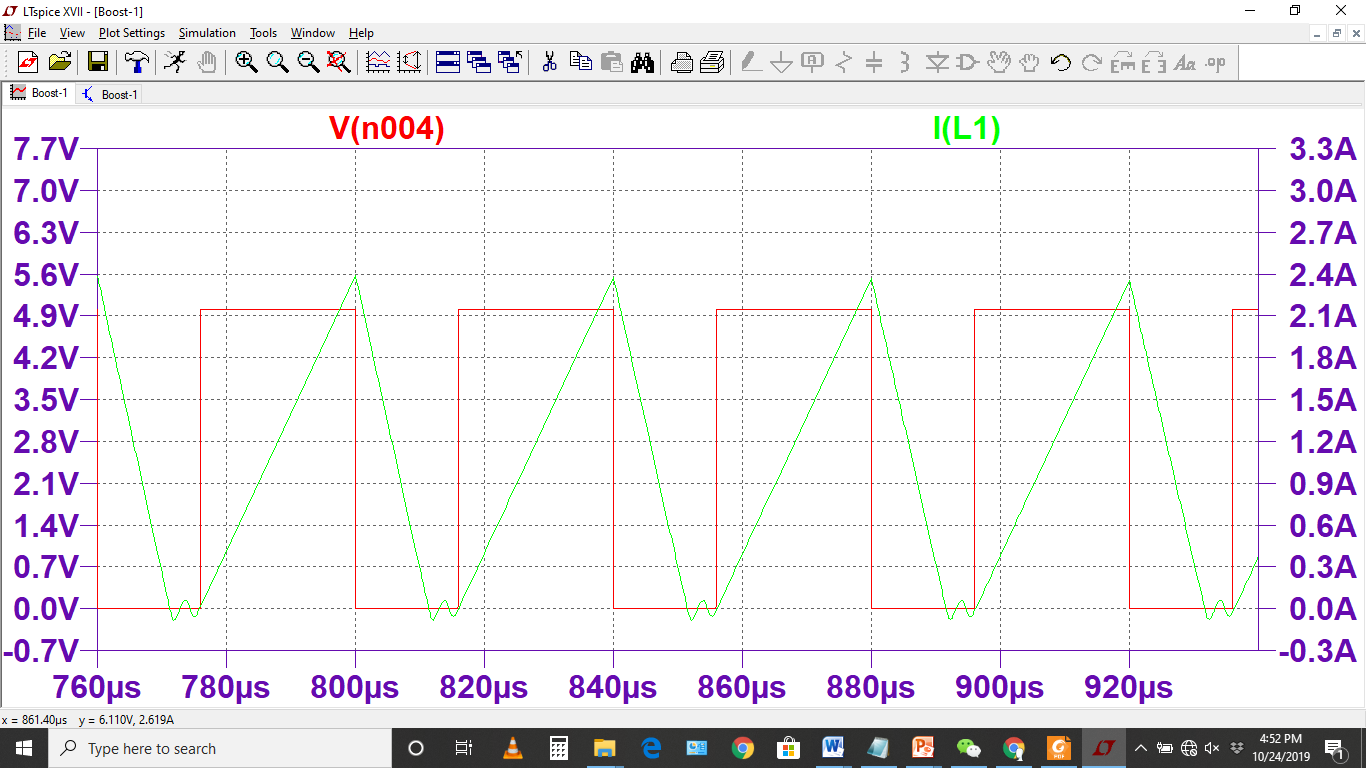 LTspice XVII - [Boost-1]
File View Plot Settings Simulation Tools Window Help
Boost-1 Boost-1
V(n004) I(L1)
7.7V 3.3A
7.0V 3.0A
6.3V 2.7A
5.6V 2.4A
4.9V 2.1A
4.2V 1.8A
3.5V 1.5A
2.8V 1.2A
2.1V 0.9A
1.4V 0.6A
0.7V 0.3A
0.0V 0.0A
-0.7V -0.3A
760µs 780µs 800µs 820µs 840µs 860µs 880µs 900µs 920µs
x = 861.40µs y = 6.110V, 2.619A
Type here to search
4:52 PM
10/24/2019